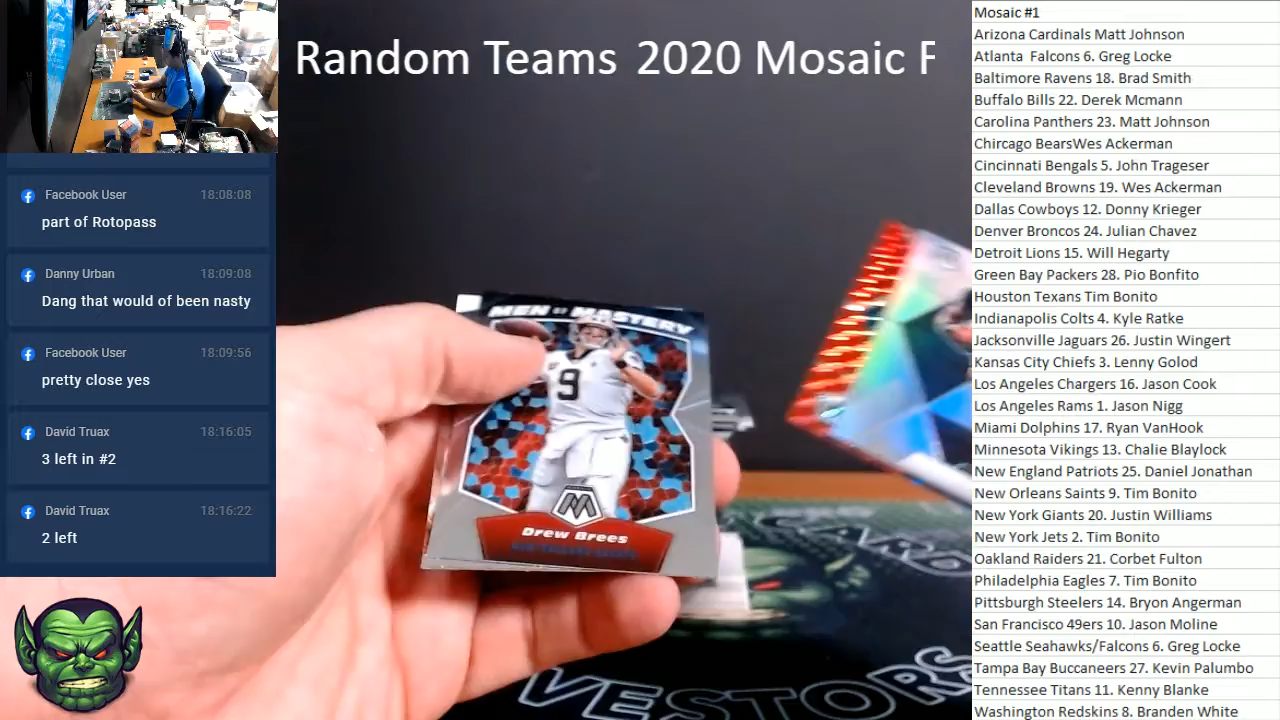 Random Teams 2020 Mosaic F
Facebook User 18:08:08
part of Rotopass
Danny Urban 18:09:08
Dang that would of been nasty
Facebook User 18:09:56
pretty close yes
David Truax 18:16:05
3 left in #2
David Truax 18:16:22
2 left
MEN OF MASTERY
9
Drew Brees
NEW ORLEANS SAINTS
CARD
VESTORS
Mosaic #1
Arizona Cardinals Matt Johnson
Atlanta Falcons 6. Greg Locke
Baltimore Ravens 18. Brad Smith
Buffalo Bills 22. Derek Mcmann
Carolina Panthers 23. Matt Johnson
Chircago BearsWes Ackerman
Cincinnati Bengals 5. John Trageser
Cleveland Browns 19. Wes Ackerman
Dallas Cowboys 12. Donny Krieger
Denver Broncos 24. Julian Chavez
Detroit Lions 15. Will Hegarty
Green Bay Packers 28. Pio Bonfito
Houston Texans Tim Bonito
Indianapolis Colts 4. Kyle Ratke
Jacksonville Jaguars 26. Justin Wingert
Kansas City Chiefs 3. Lenny Golod
Los Angeles Chargers 16. Jason Cook
Los Angeles Rams 1. Jason Nigg
Miami Dolphins 17. Ryan VanHook
Minnesota Vikings 13. Chalie Blaylock
New England Patriots 25. Daniel Jonathan
New Orleans Saints 9. Tim Bonito
New York Giants 20. Justin Williams
New York Jets 2. Tim Bonito
Oakland Raiders 21. Corbet Fulton
Philadelphia Eagles 7. Tim Bonito
Pittsburgh Steelers 14. Bryon Angerman
San Francisco 49ers 10. Jason Moline
Seattle Seahawks/Falcons 6. Greg Locke
Tampa Bay Buccaneers 27. Kevin Palumbo
Tennessee Titans 11. Kenny Blanke
Washington Redskins 8. Branden White